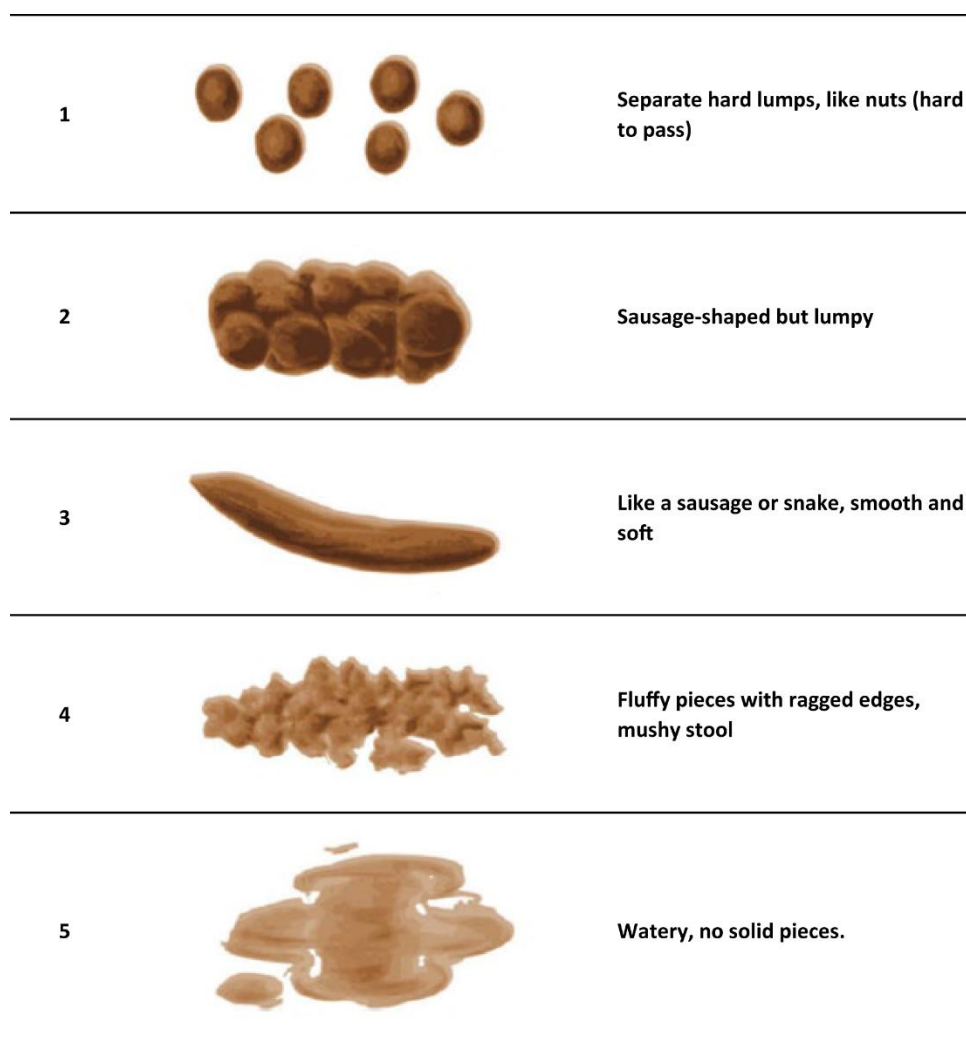 1
Separate hard lumps, like nuts (hard
to pass)
2
Sausage-shaped but lumpy
3
Like a sausage or snake, smooth and
soft
4
Fluffy pieces with ragged edges,
mushy stool
5
Watery, no solid pieces.